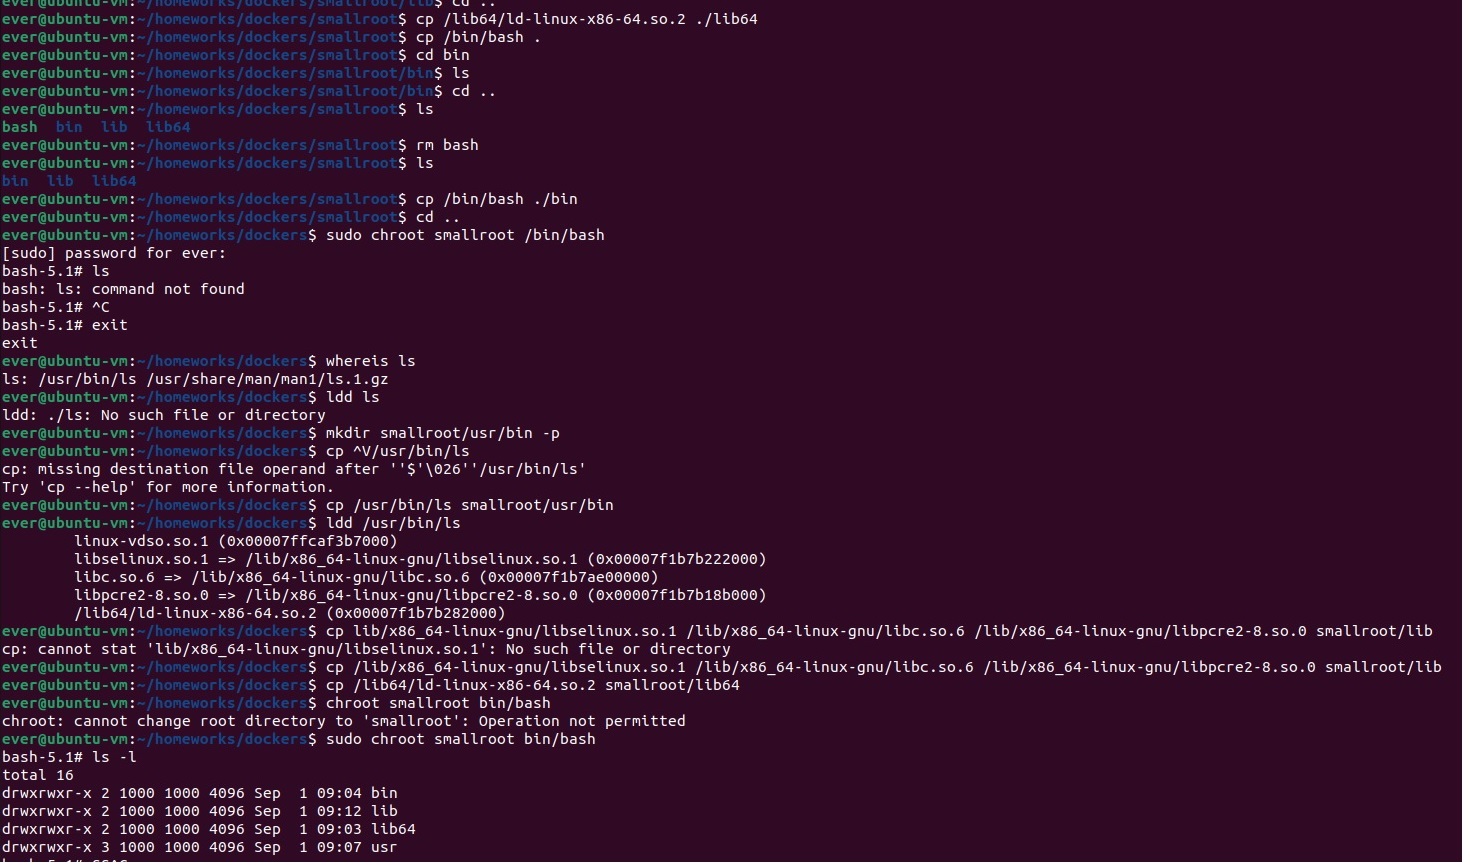 ever@ubuntu-vm:~/homeworks/dockers/smallroot/lib$ cd ..
ever@ubuntu-vm:~/homeworks/dockers/smallroot$ cp /lib64/ld-linux-x86-64.so.2 ./lib64
ever@ubuntu-vm:~/homeworks/dockers/smallroot$ cp /bin/bash .
ever@ubuntu-vm:~/homeworks/dockers/smallroot$ cd bin
ever@ubuntu-vm:~/homeworks/dockers/smallroot/bin$ ls
ever@ubuntu-vm:~/homeworks/dockers/smallroot/bin$ cd ..
ever@ubuntu-vm:~/homeworks/dockers/smallroot$ ls
bash  bin  lib  lib64
ever@ubuntu-vm:~/homeworks/dockers/smallroot$ rm bash
ever@ubuntu-vm:~/homeworks/dockers/smallroot$ ls
bin  lib  lib64
ever@ubuntu-vm:~/homeworks/dockers/smallroot$ cp /bin/bash ./bin
ever@ubuntu-vm:~/homeworks/dockers/smallroot$ cd ..
ever@ubuntu-vm:~/homeworks/dockers$ sudo chroot smallroot /bin/bash
[sudo] password for ever:
bash-5.1# ls
bash: ls: command not found
bash-5.1# ^C
bash-5.1# exit
exit
ever@ubuntu-vm:~/homeworks/dockers$ whereis ls
ls: /usr/bin/ls /usr/share/man/man1/ls.1.gz
ever@ubuntu-vm:~/homeworks/dockers$ ldd ls
ldd: ./ls: No such file or directory
ever@ubuntu-vm:~/homeworks/dockers$ mkdir smallroot/usr/bin -p
ever@ubuntu-vm:~/homeworks/dockers$ cp ^V/usr/bin/ls
cp: missing destination file operand after ''$'\026''/usr/bin/ls'
Try 'cp --help' for more information.
ever@ubuntu-vm:~/homeworks/dockers$ cp /usr/bin/ls smallroot/usr/bin
ever@ubuntu-vm:~/homeworks/dockers$ ldd /usr/bin/ls
linux-vdso.so.1 (0x00007ffcaf3b7000)
libselinux.so.1 => /lib/x86_64-linux-gnu/libselinux.so.1 (0x00007f1b7b222000)
libc.so.6 => /lib/x86_64-linux-gnu/libc.so.6 (0x00007f1b7ae00000)
libpcre2-8.so.0 => /lib/x86_64-linux-gnu/libpcre2-8.so.0 (0x00007f1b7b18b000)
/lib64/ld-linux-x86-64.so.2 (0x00007f1b7b282000)
ever@ubuntu-vm:~/homeworks/dockers$ cp lib/x86_64-linux-gnu/libselinux.so.1 /lib/x86_64-linux-gnu/libc.so.6 /lib/x86_64-linux-gnu/libpcre2-8.so.0 smallroot/lib
cp: cannot stat 'lib/x86_64-linux-gnu/libselinux.so.1': No such file or directory
ever@ubuntu-vm:~/homeworks/dockers$ cp /lib/x86_64-linux-gnu/libselinux.so.1 /lib/x86_64-linux-gnu/libc.so.6 /lib/x86_64-linux-gnu/libpcre2-8.so.0 smallroot/lib
ever@ubuntu-vm:~/homeworks/dockers$ cp /lib64/ld-linux-x86-64.so.2 smallroot/lib64
ever@ubuntu-vm:~/homeworks/dockers$ chroot smallroot bin/bash
chroot: cannot change root directory to 'smallroot': Operation not permitted
ever@ubuntu-vm:~/homeworks/dockers$ sudo chroot smallroot bin/bash
bash-5.1# ls -l
total 16
drwxrwxr-x 2 1000 1000 4096 Sep  1 09:04 bin
drwxrwxr-x 2 1000 1000 4096 Sep  1 09:12 lib
drwxrwxr-x 2 1000 1000 4096 Sep  1 09:03 lib64
drwxrwxr-x 3 1000 1000 4096 Sep  1 09:07 usr